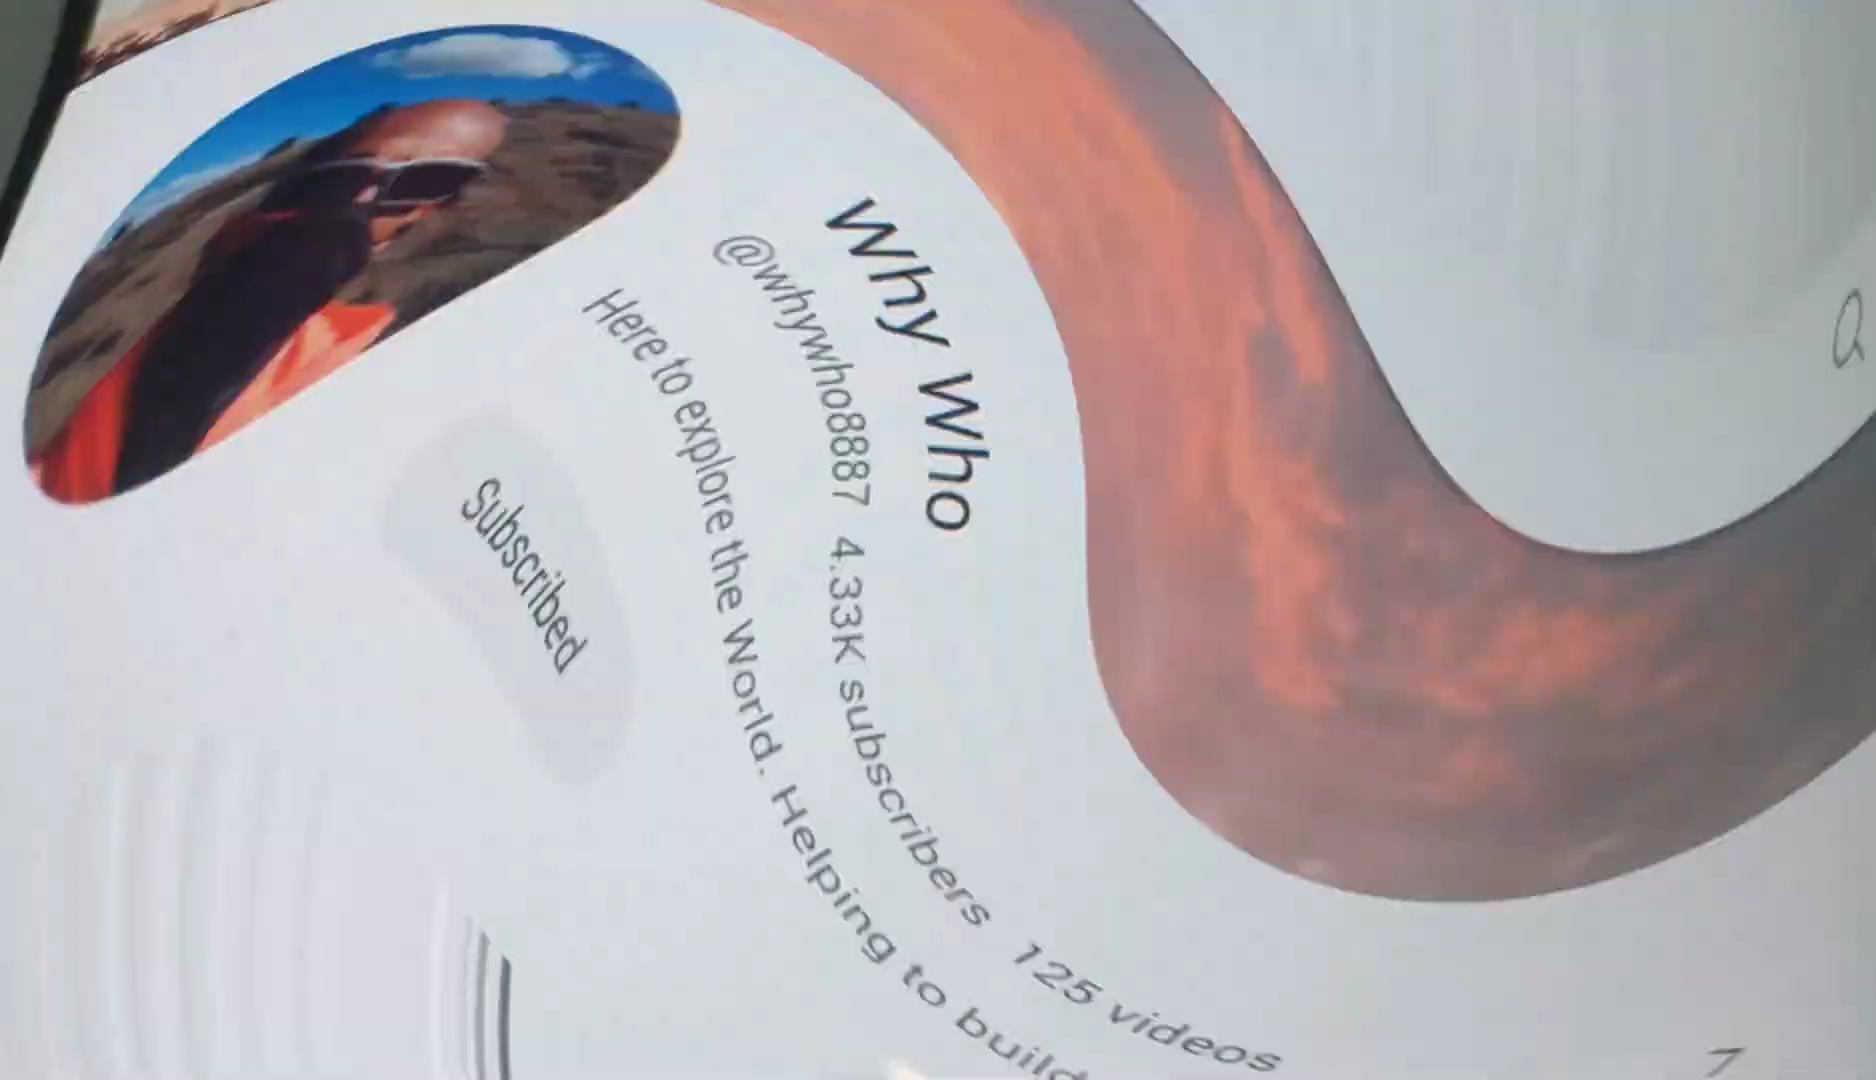 Why Who
@whywho8887 4.33K subscribers 125 videos
Here to explore the World. Helping to build
Subscribed